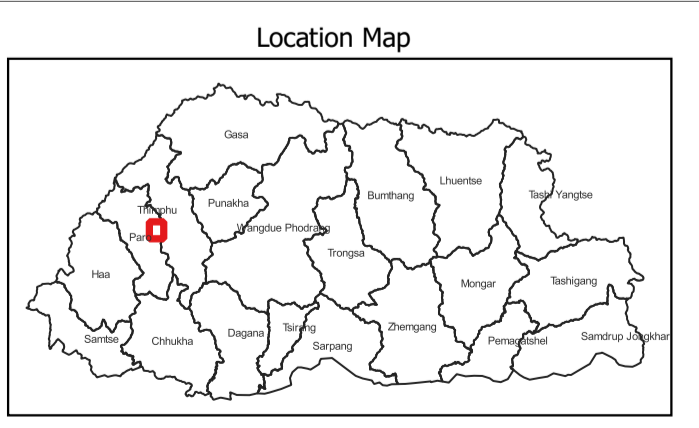 Location Map
Gasa
Lhuentse
Bumthang
Tashi Yangtse
Punakha
Thimphu
Wangdue Phodrang
Paro
Trongsa
Haa
Mongar
Tashigang
Zhemgang
Tsirang
Dagana
Samdrup Jongkhar
Samtse
Chhukha
Pemagatshel
Sarpang